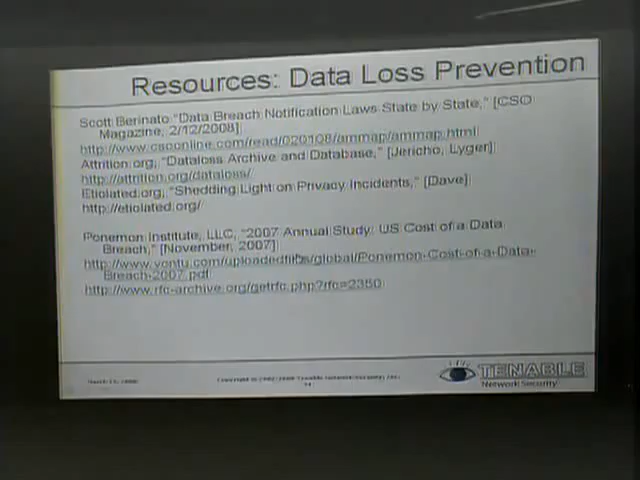 Resources: Data Loss Prevention
Scott Berinato "Data Breach Notification Laws State by State," [CSO
Magazine, 2/12/2008]
http://www.csoonline.com/read/020108/ammap/ammap.html
Attrition.org, "Dataloss Archive and Database," [Jericho, Lyger]
http://attrition.org/dataloss/
Etiolated.org, "Shedding Light on Privacy Incidents," [Dave]
http://etiolated.org/
Ponemon Institute, LLC, "2007 Annual Study: US Cost of a Data
Breach," [November, 2007]
http://www.vontu.com/uploadedfiles/global/Ponemon-Cost-of-a-Data-
Breach-2007.pdf
http://www.rfc-archive.org/getrfc.php?rfc=2350
Tenable Network Security, Inc.
TENABLE
Network Security